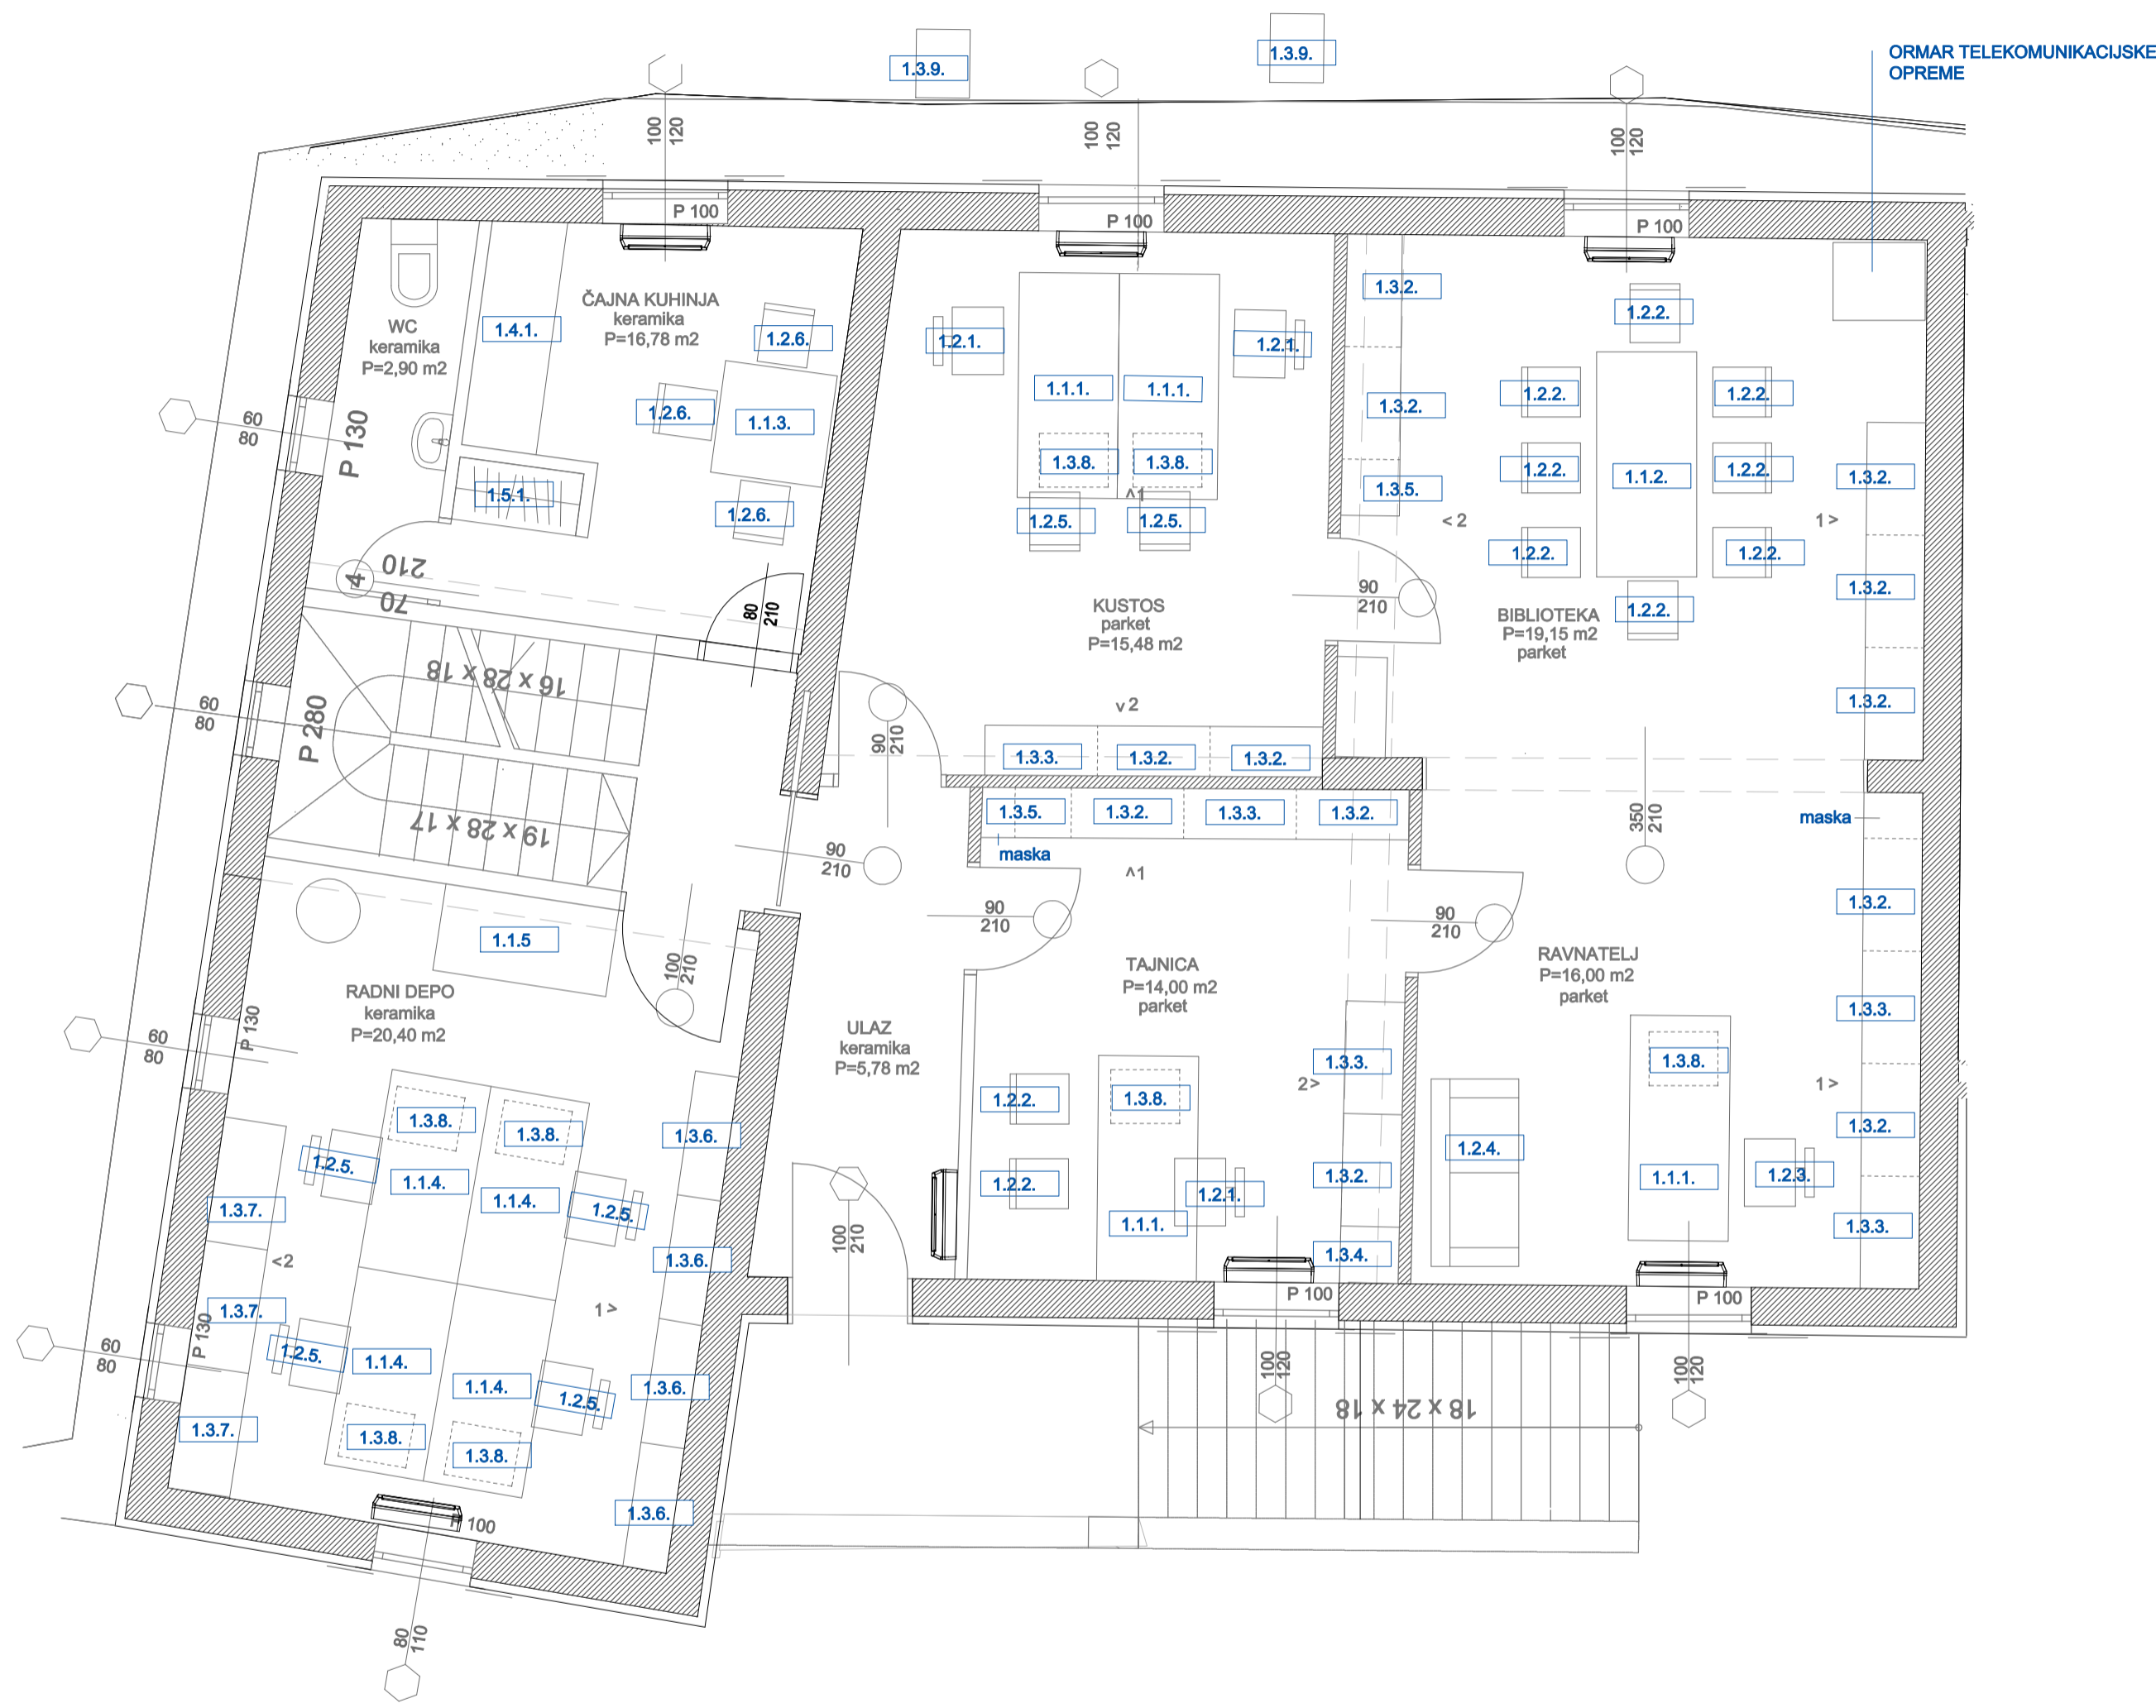 1.3.9.
1.3.9.
ORMAR TELEKOMUNIKACIJSKE
OPREME
100
120
100
120
100
120
P 100
P 100
P 100
WC
keramika
P=2,90 m2
1.4.1.
ČAJNA KUHINJA
keramika
P=16,78 m2
1.2.6.
1.2.6.
1.1.3.
1.2.6.
1.5.1.
60
80
P 130
4
210
70
80
210
1.2.1.
1.2.1.
1.1.1.
1.1.1.
1.3.8.
1.3.8.
^1
1.2.5.
1.2.5.
KUSTOS
parket
P=15,48 m2
v 2
1.3.3.
1.3.2.
1.3.2.
90
210
1.3.2.
1.3.2.
1.3.5.
< 2
90
210
1.2.2.
1.2.2.
1.2.2.
1.2.2.
1.1.2.
1.2.2.
1.2.2.
1.2.2.
1.2.2.
1.3.2.
1 >
1.3.2.
1.3.2.
BIBLIOTEKA
P=19,15 m2
parket
60
80
P 280
16 x 28 x 18
19 x 28 x 17
90
210
1.3.5.
1.3.2.
1.3.3.
1.3.2.
maska
^1
350
210
maska
90
210
90
210
TAJNICA
P=14,00 m2
parket
RAVNATELJ
P=16,00 m2
parket
1.3.2.
1.3.3.
1 >
1.3.2.
1.3.3.
1.1.5
100
210
RADNI DEPO
keramika
P=20,40 m2
60
80
P 130
ULAZ
keramika
P=5,78 m2
1.2.2.
1.3.8.
2 >
1.3.3.
1.2.2.
1.2.1.
1.1.1.
1.3.2.
1.3.4.
1.3.8.
1.2.4.
1.1.1.
1.2.3.
1.3.8.
1.3.8.
1.3.6.
1.2.5.
1.1.4.
1.1.4.
1.2.5.
1.3.7.
<2
1.3.6.
100
210
1.3.7.
1 >
60
80
P 130
1.2.5.
1.1.4.
1.1.4.
1.2.5.
1.3.6.
1.3.7.
1.3.8.
1.3.8.
1.3.6.
P 100
P 100
P 100
100
120
100
120
18 x 24 x 18
80
110